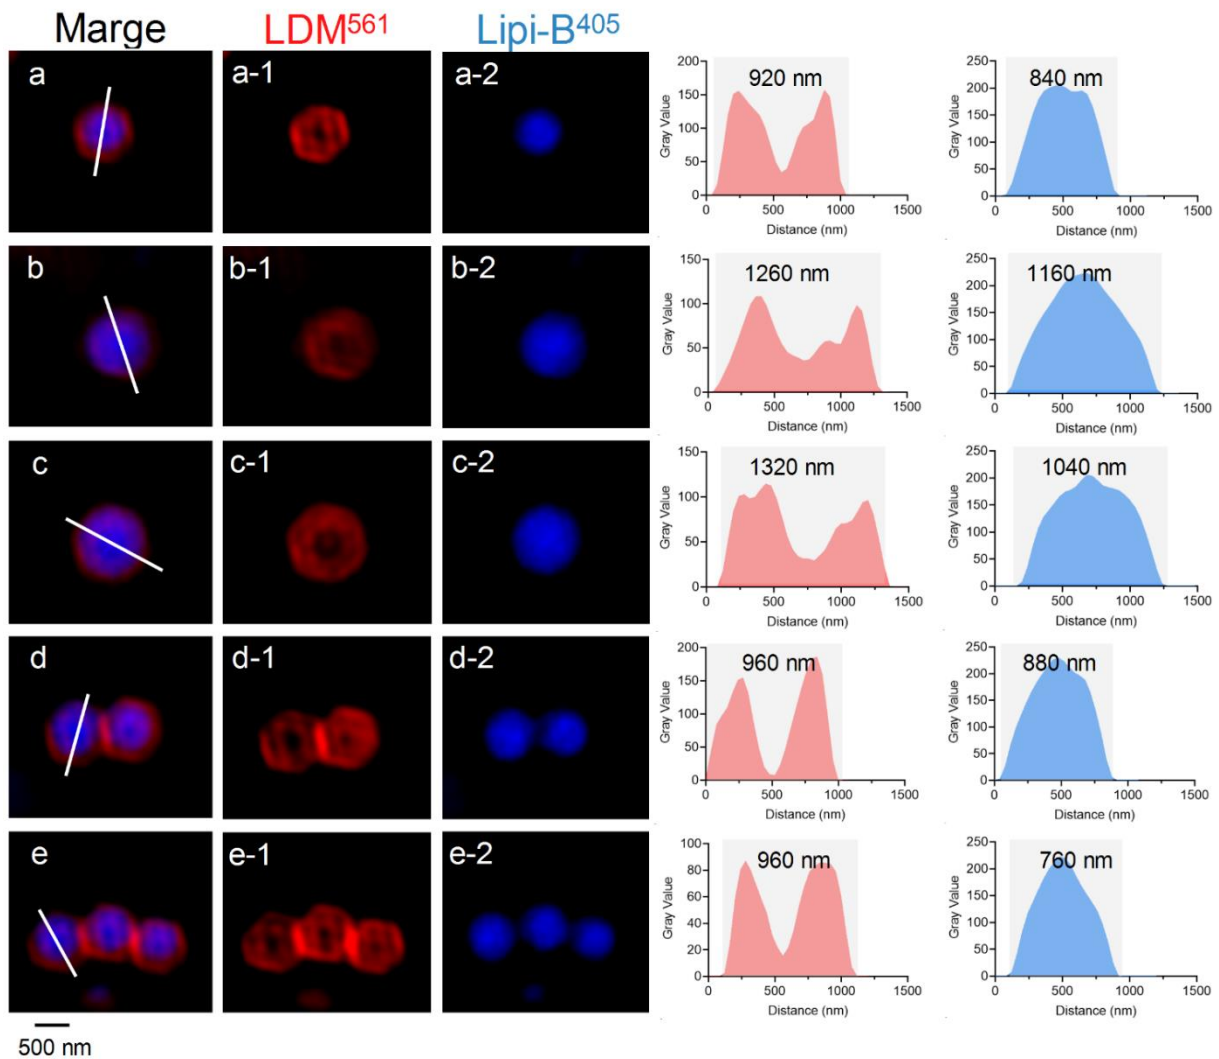 Marge LDM561 Lipi-B405
a a-1 a-2
200
150
100
50
0
Gray Value
920 nm
0 500 1000 1500
Distance (nm)
250
200
150
100
50
0
Gray Value
840 nm
0 500 1000 1500
Distance (nm)
b b-1 b-2
150
100
50
0
Gray Value
1260 nm
0 500 1000 1500
Distance (nm)
250
200
150
100
50
0
Gray Value
1160 nm
0 500 1000 1500
Distance (nm)
c c-1 c-2
150
100
50
0
Gray Value
1320 nm
0 500 1000 1500
Distance (nm)
250
200
150
100
50
0
Gray Value
1040 nm
0 500 1000 1500
Distance (nm)
d d-1 d-2
200
150
100
50
0
Gray Value
960 nm
0 500 1000 1500
Distance (nm)
250
200
150
100
50
0
Gray Value
880 nm
0 500 1000 1500
Distance (nm)
e e-1 e-2
100
80
60
40
20
0
Gray Value
960 nm
0 500 1000 1500
Distance (nm)
250
200
150
100
50
0
Gray Value
760 nm
0 500 1000 1500
Distance (nm)
500 nm